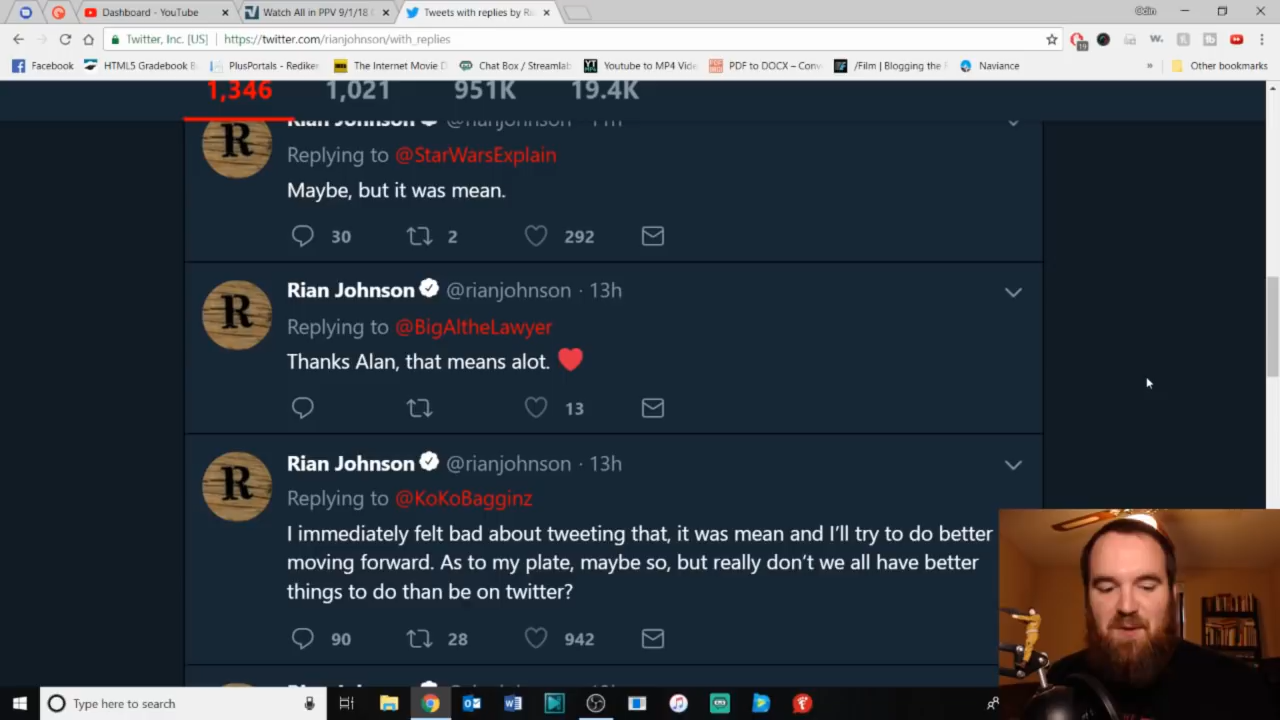 Dashboard - YouTube
Watch All in PPV 9/1/18
Tweets with replies by Ri
Colin
Twitter, Inc. [US]
https://twitter.com/rianjohnson/with_replies
19
Facebook
HTML5 Gradebook
PlusPortals - Rediker
The Internet Movie D
Chat Box / Streamlab
Youtube to MP4 Vide
PDF to DOCX – Conv
/Film | Blogging the
Naviance
»
Other bookmarks
1,346
1,021
951K
19.4K
Rian Johnson @rianjohnson · 11h
Replying to @StarWarsExplain
Maybe, but it was mean.
30
2
292
Rian Johnson @rianjohnson · 13h
Replying to @BigAltheLawyer
Thanks Alan, that means alot. ❤
13
Rian Johnson @rianjohnson · 13h
Replying to @KoKoBagginz
I immediately felt bad about tweeting that, it was mean and I'll try to do better
moving forward. As to my plate, maybe so, but really don't we all have better
things to do than be on twitter?
90
28
942
Type here to search